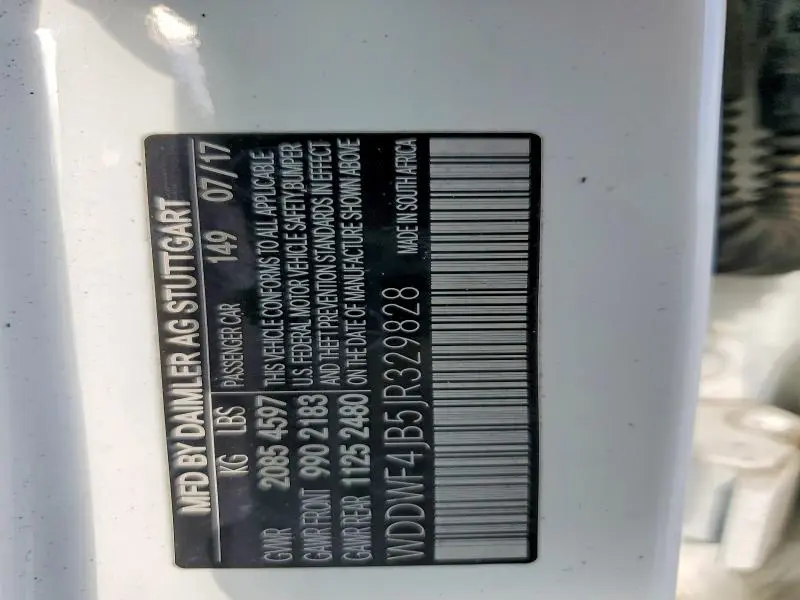 MFD BY DAIMLER AG STUTTGART
KG LBS PASSENGER CAR 149 07/17
GVWR 2085 4597 THIS VEHICLE CONFORMS TO ALL APPLICABLE
GAWR FRONT 990 2183 U.S. FEDERAL MOTOR VEHICLE SAFETY, BUMPER
AND THEFT PREVENTION STANDARDS IN EFFECT
GAWR REAR 1125 2480 ON THE DATE OF MANUFACTURE SHOWN ABOVE
WDDWF4JB5JR329828 MADE IN SOUTH AFRICA